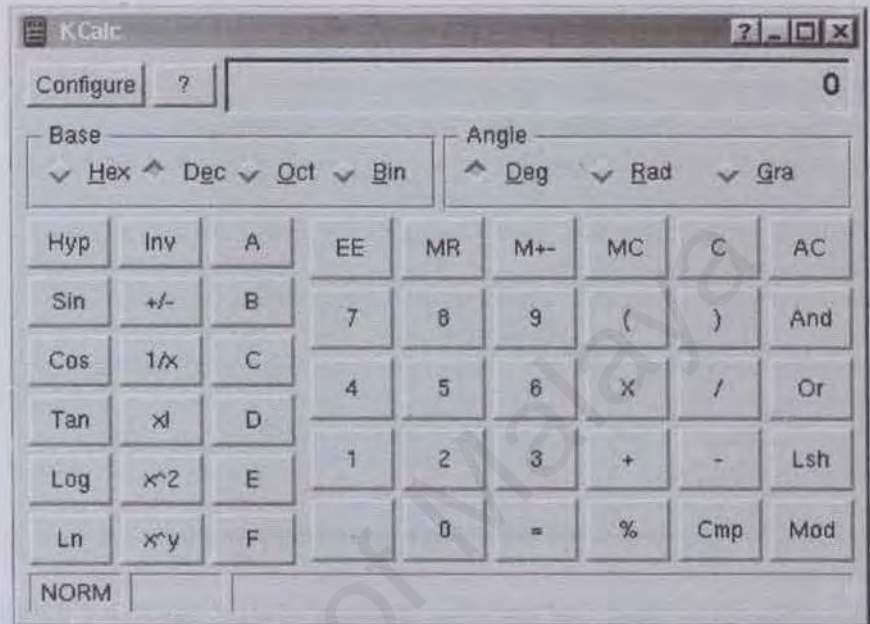 KCalc ? _ □ X
Configure ? 0
Base Angle
Hex Dec Oct Bin Deg Rad Gra
Hyp Inv A EE MR M+- MC C AC
Sin +/- B 7 8 9 ( ) And
Cos 1/x C 4 5 6 X / Or
Tan x! D 1 2 3 + - Lsh
Log x^2 E
Ln x^y F . 0 = % Cmp Mod
NORM
of Malaya